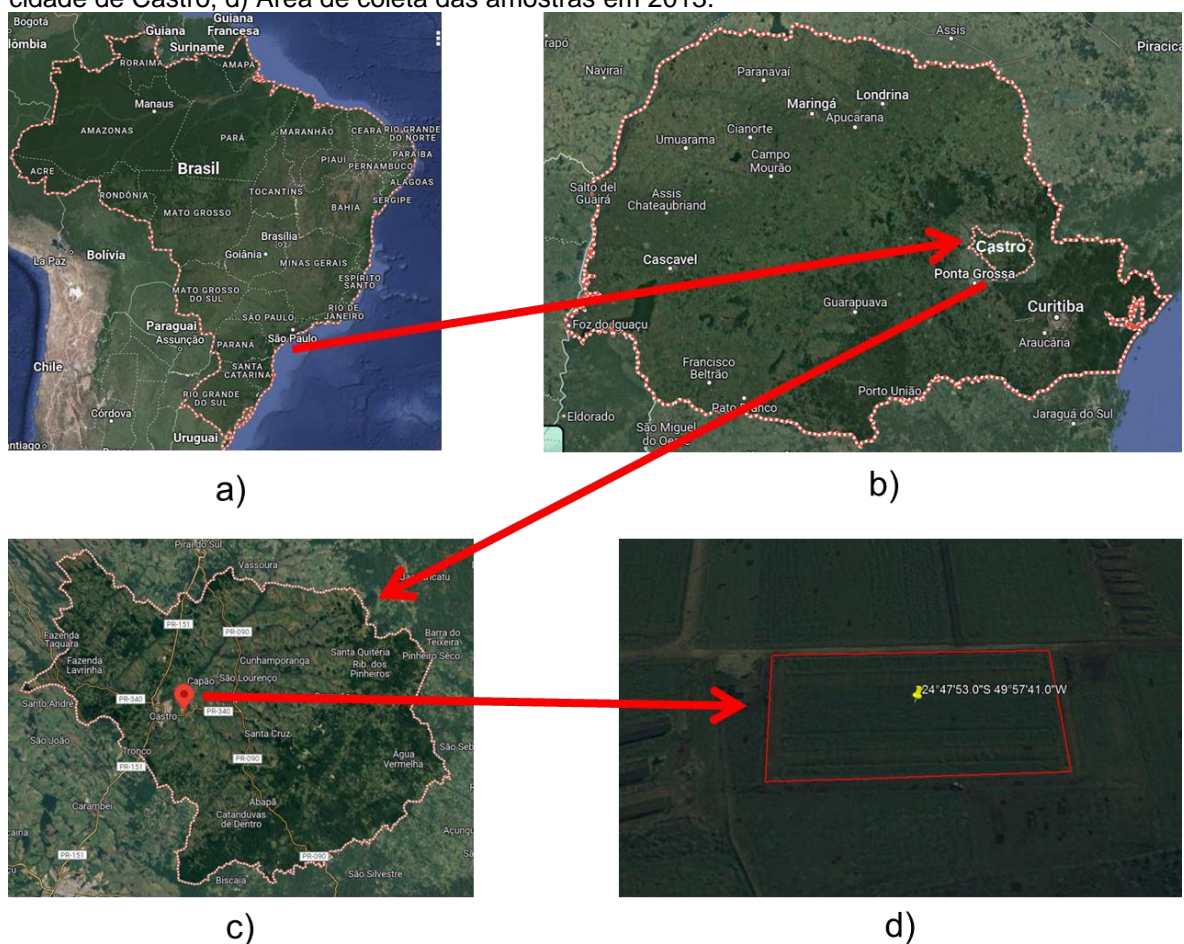 cidade de Castro; d) Área de coleta das amostras em 2015.
Bogotá
lômbia
Guiana
Guiana
Francesa
Suriname
RORAIMA
AMAPÁ
Manaus
AMAZONAS
PARÁ
MARANHÃO
CEARÁ
RIO GRANDE
DO NORTE
PARAÍBA
PIAUÍ
PERNAMBUCO
ALAGOAS
SERGIPE
ACRE
Brasil
RONDÔNIA
TOCANTINS
BAHIA
MATO GROSSO
Brasília
Goiânia
La Paz
Bolívia
MINAS GERAIS
ESPÍRITO
SANTO
MATO GROSSO
DO SUL
RIO DE
JANEIRO
SÃO PAULO
Paraguai
Assunção
PARANÁ
São Paulo
Chile
SANTA
CATARINA
RIO GRANDE
DO SUL
Córdova
Uruguai
ntiago
a)
Assis
Piracica
rapó
Naviraí
Paranavaí
Londrina
Maringá
Apucarana
Cianorte
Umuarama
Campo
Mourão
Salto del
Guairá
Assis
Chateaubriand
Castro
Cascavel
Ponta Grossa
Guarapuava
Curitiba
Foz do Iguaçu
Araucária
Francisco
Beltrão
Porto União
Pato Branco
Eldorado
São Miguel
do Oeste
Jaraguá do Sul
b)
Piraí do Sul
Vassoura
Jaguaricatu
PR-151
PR-090
Barra do
Teixeira
Fazenda
Taquara
Santa Quitéria
Pinheiro Seco
Fazenda
Lavrinha
Cunhamporanga
Rib. dos
Pinheiros
Capão
São Lourenço
PR-340
Santo André
Castro
PR-340
Santa Cruz
São João
Tronco
PR-151
PR-090
Água
Vermelha
São Seb
Carambeí
Abapã
Catanduvas
de Dentro
Açungu
caina
PR-151
PR-090
São Silvestre
Biscaia
c)
24°47'53.0"S 49°57'41.0"W
d)